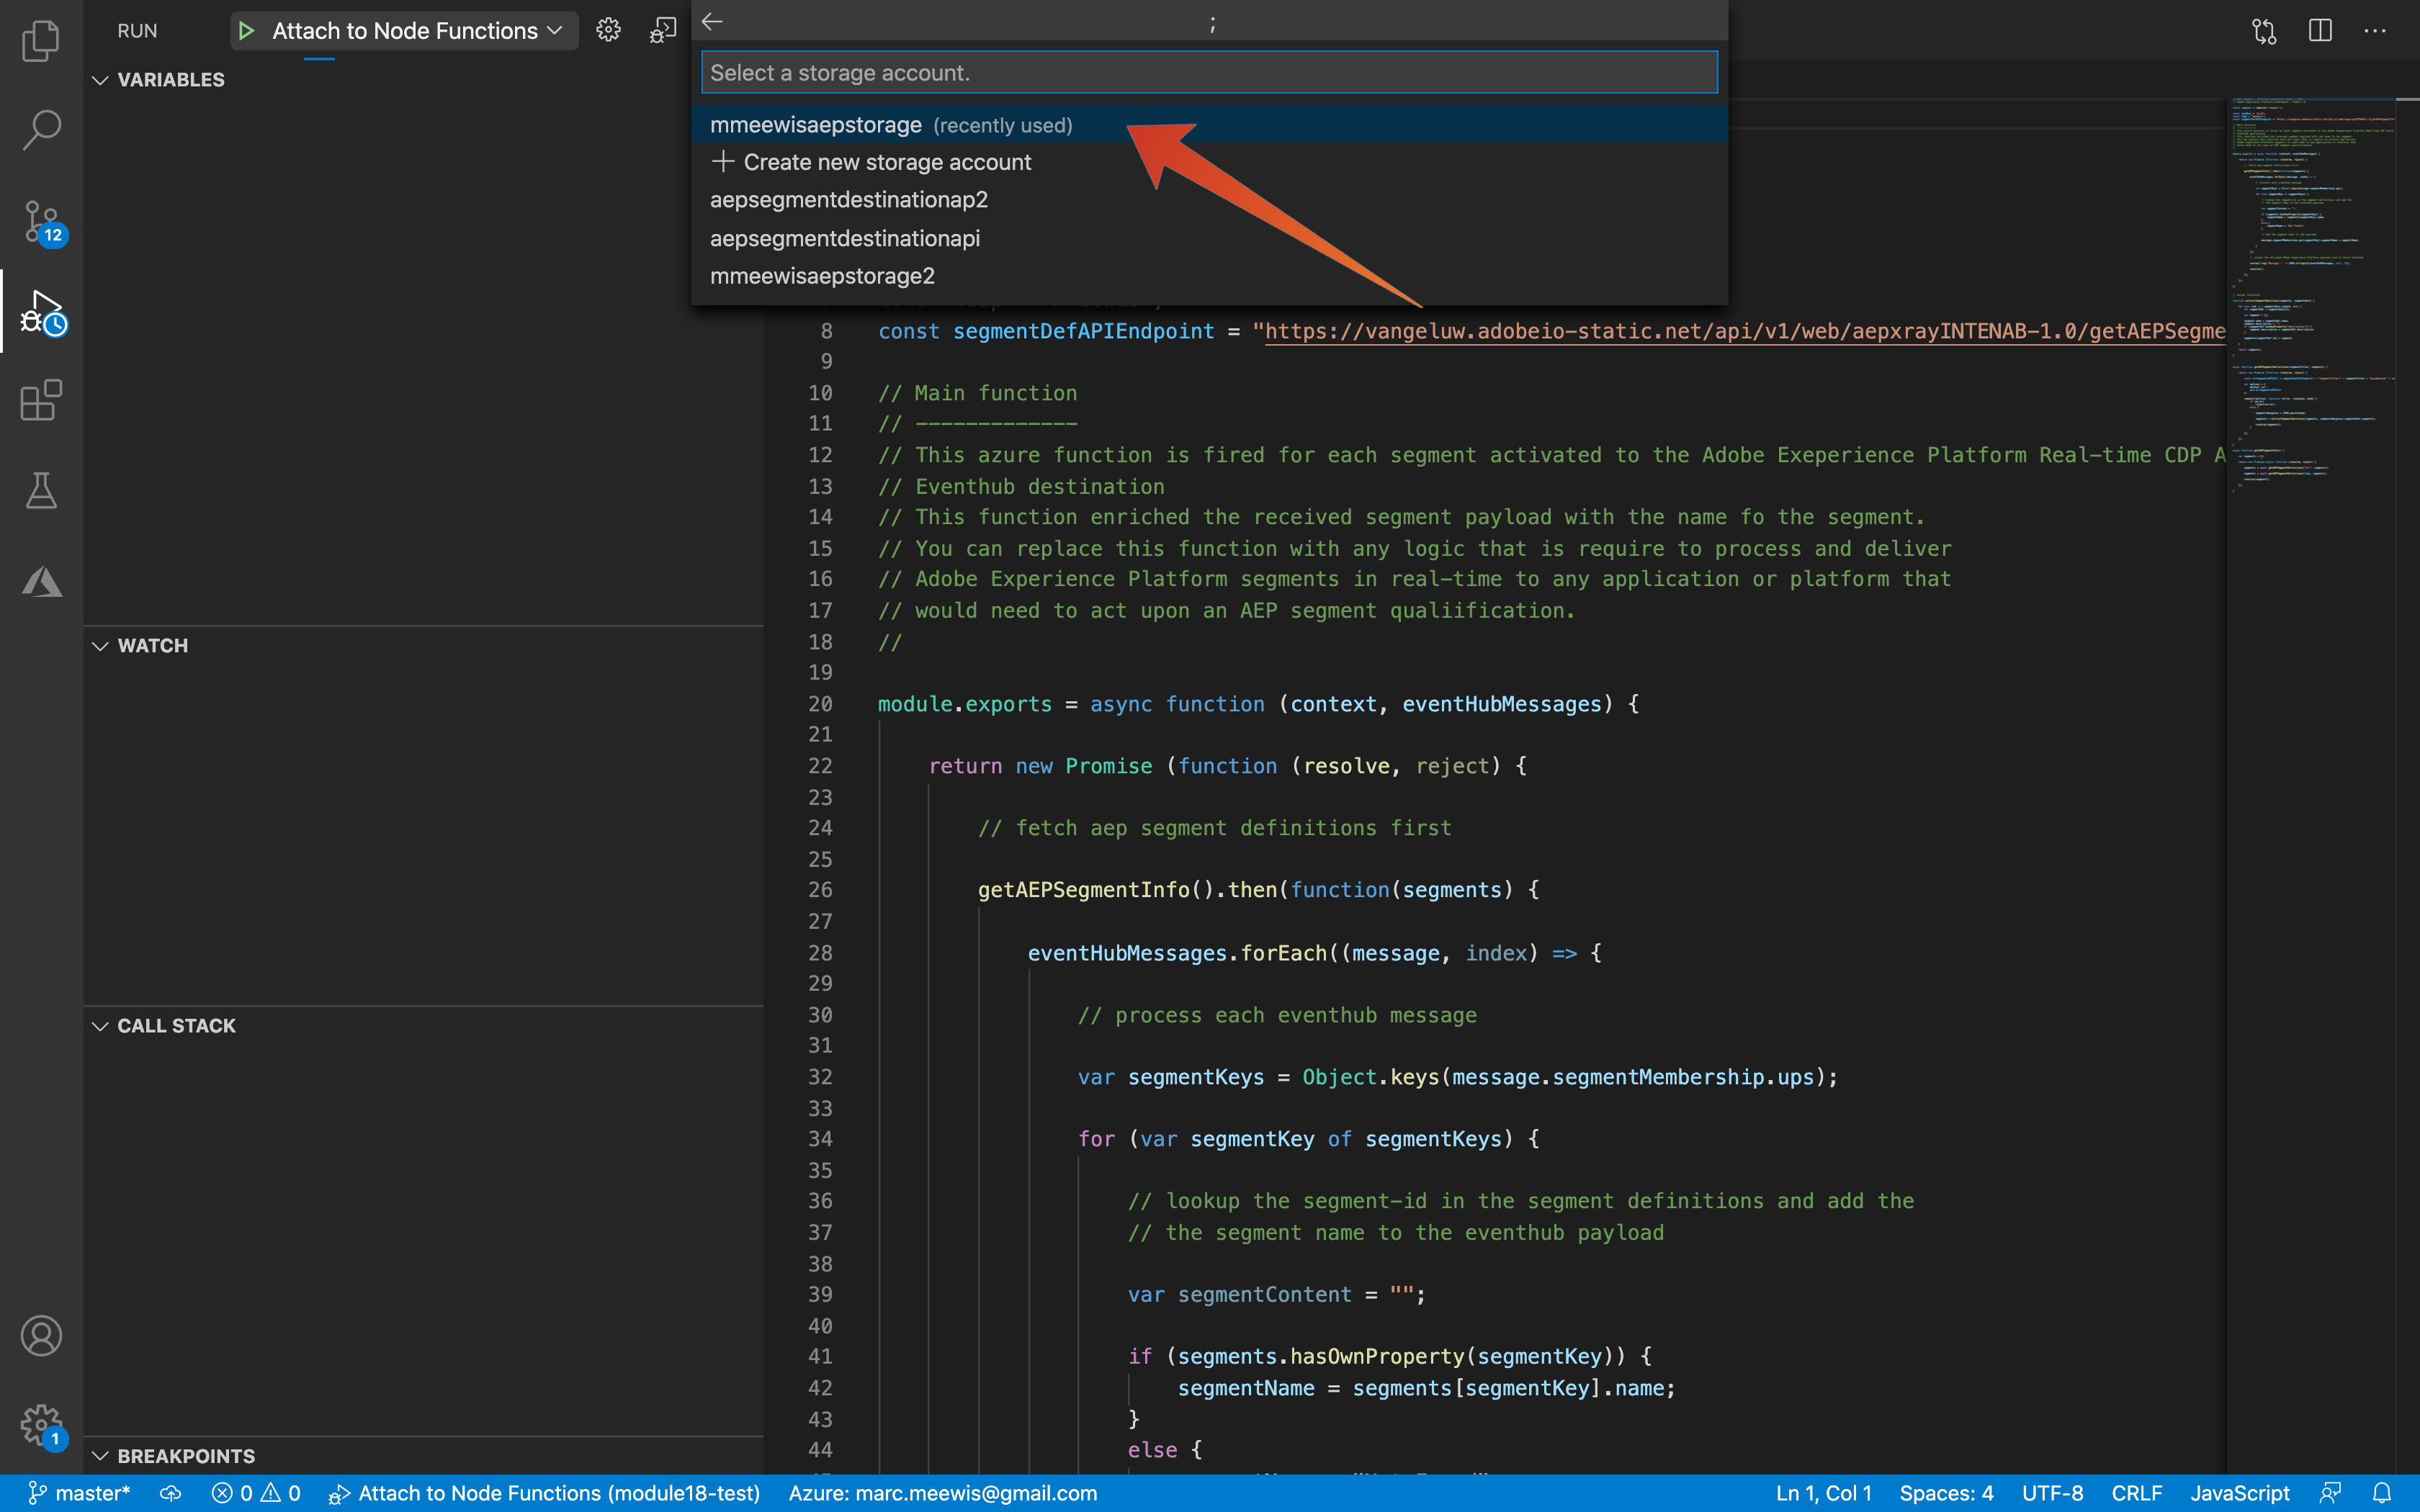 RUN
Attach to Node Functions
;
Select a storage account.
mmeewisaepstorage (recently used)
Create new storage account
aepsegmentdestinationap2
aepsegmentdestinationapi
mmeewisaepstorage2
VARIABLES
WATCH
CALL STACK
BREAKPOINTS
12
1
8 const segmentDefAPIEndpoint = "https://vangeluw.adobeio-static.net/api/v1/web/aepxrayINTENAB-1.0/getAEPSegme
9
10 // Main function
11 // -------------
12 // This azure function is fired for each segment activated to the Adobe Exeperience Platform Real-time CDP A
13 // Eventhub destination
14 // This function enriched the received segment payload with the name fo the segment.
15 // You can replace this function with any logic that is require to process and deliver
16 // Adobe Experience Platform segments in real-time to any application or platform that
17 // would need to act upon an AEP segment qualiification.
18 //
19
20 module.exports = async function (context, eventHubMessages) {
21
22 return new Promise (function (resolve, reject) {
23
24 // fetch aep segment definitions first
25
26 getAEPSegmentInfo().then(function(segments) {
27
28 eventHubMessages.forEach((message, index) => {
29
30 // process each eventhub message
31
32 var segmentKeys = Object.keys(message.segmentMembership.ups);
33
34 for (var segmentKey of segmentKeys) {
35
36 // lookup the segment-id in the segment definitions and add the
37 // the segment name to the eventhub payload
38
39 var segmentContent = "";
40
41 if (segments.hasOwnProperty(segmentKey)) {
42 segmentName = segments[segmentKey].name;
43 }
44 else {
master* 0 0 Attach to Node Functions (module18-test) Azure: marc.meewis@gmail.com Ln 1, Col 1 Spaces: 4 UTF-8 CRLF JavaScript